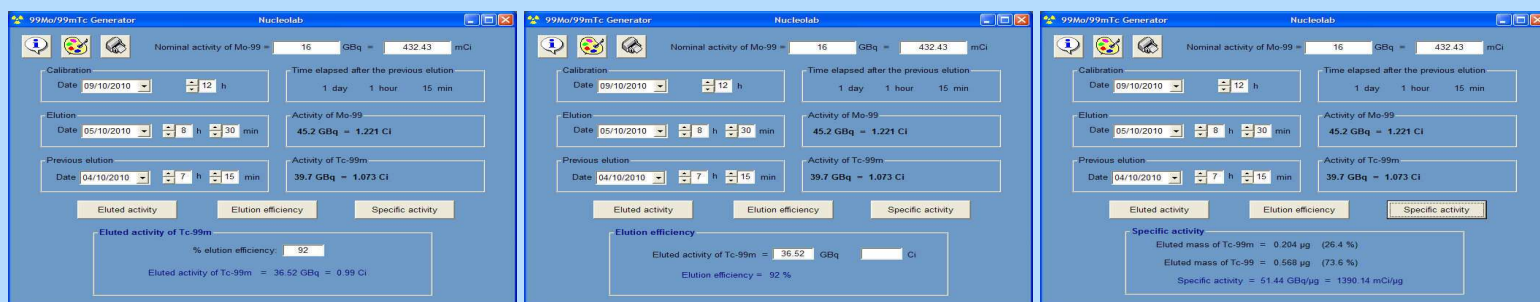 99Mo/99mTc Generator Nucleolab
Nominal activity of Mo-99 = 16 GBq = 432.43 mCi
Calibration
Date 09/10/2010 12 h
Time elapsed after the previous elution
1 day 1 hour 15 min
Elution
Date 05/10/2010 8 h 30 min
Activity of Mo-99
45.2 GBq = 1.221 Ci
Previous elution
Date 04/10/2010 7 h 15 min
Activity of Tc-99m
39.7 GBq = 1.073 Ci
Eluted activity Elution efficiency Specific activity
Eluted activity of Tc-99m
% elution efficiency: 92
Eluted activity of Tc-99m = 36.52 GBq = 0.99 Ci
99Mo/99mTc Generator Nucleolab
Nominal activity of Mo-99 = 16 GBq = 432.43 mCi
Calibration
Date 09/10/2010 12 h
Time elapsed after the previous elution
1 day 1 hour 15 min
Elution
Date 05/10/2010 8 h 30 min
Activity of Mo-99
45.2 GBq = 1.221 Ci
Previous elution
Date 04/10/2010 7 h 15 min
Activity of Tc-99m
39.7 GBq = 1.073 Ci
Eluted activity Elution efficiency Specific activity
Elution efficiency
Eluted activity of Tc-99m = 36.52 GBq Ci
Elution efficiency = 92 %
99Mo/99mTc Generator Nucleolab
Nominal activity of Mo-99 = 16 GBq = 432.43 mCi
Calibration
Date 09/10/2010 12 h
Time elapsed after the previous elution
1 day 1 hour 15 min
Elution
Date 05/10/2010 8 h 30 min
Activity of Mo-99
45.2 GBq = 1.221 Ci
Previous elution
Date 04/10/2010 7 h 15 min
Activity of Tc-99m
39.7 GBq = 1.073 Ci
Eluted activity Elution efficiency Specific activity
Specific activity
Eluted mass of Tc-99m = 0.204 µg (26.4 %)
Eluted mass of Tc-99 = 0.568 µg (73.6 %)
Specific activity = 51.44 GBq/µg = 1390.14 mCi/µg